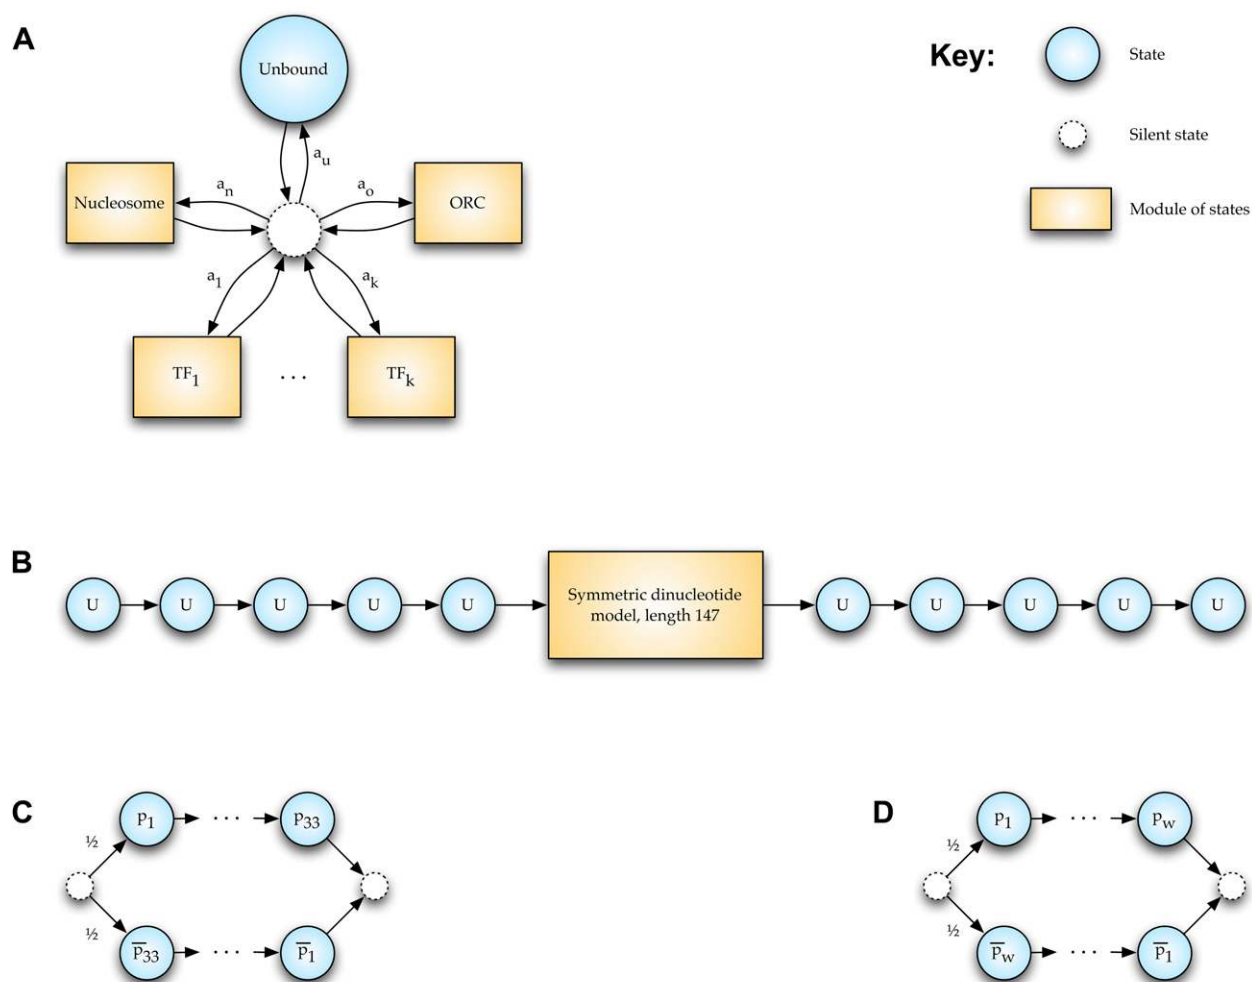 A
Unbound
a_u
a_n
a_o
Nucleosome
ORC
a_1
a_k
TF_1
...
TF_k
Key:
State
Silent state
Module of states
B
U
U
U
U
U
Symmetric dinucleotide
model, length 147
U
U
U
U
U
C
p_1
...
p_33
½
½
p̅_33
...
p̅_1
D
p_1
...
p_w
½
½
p̅_w
...
p̅_1